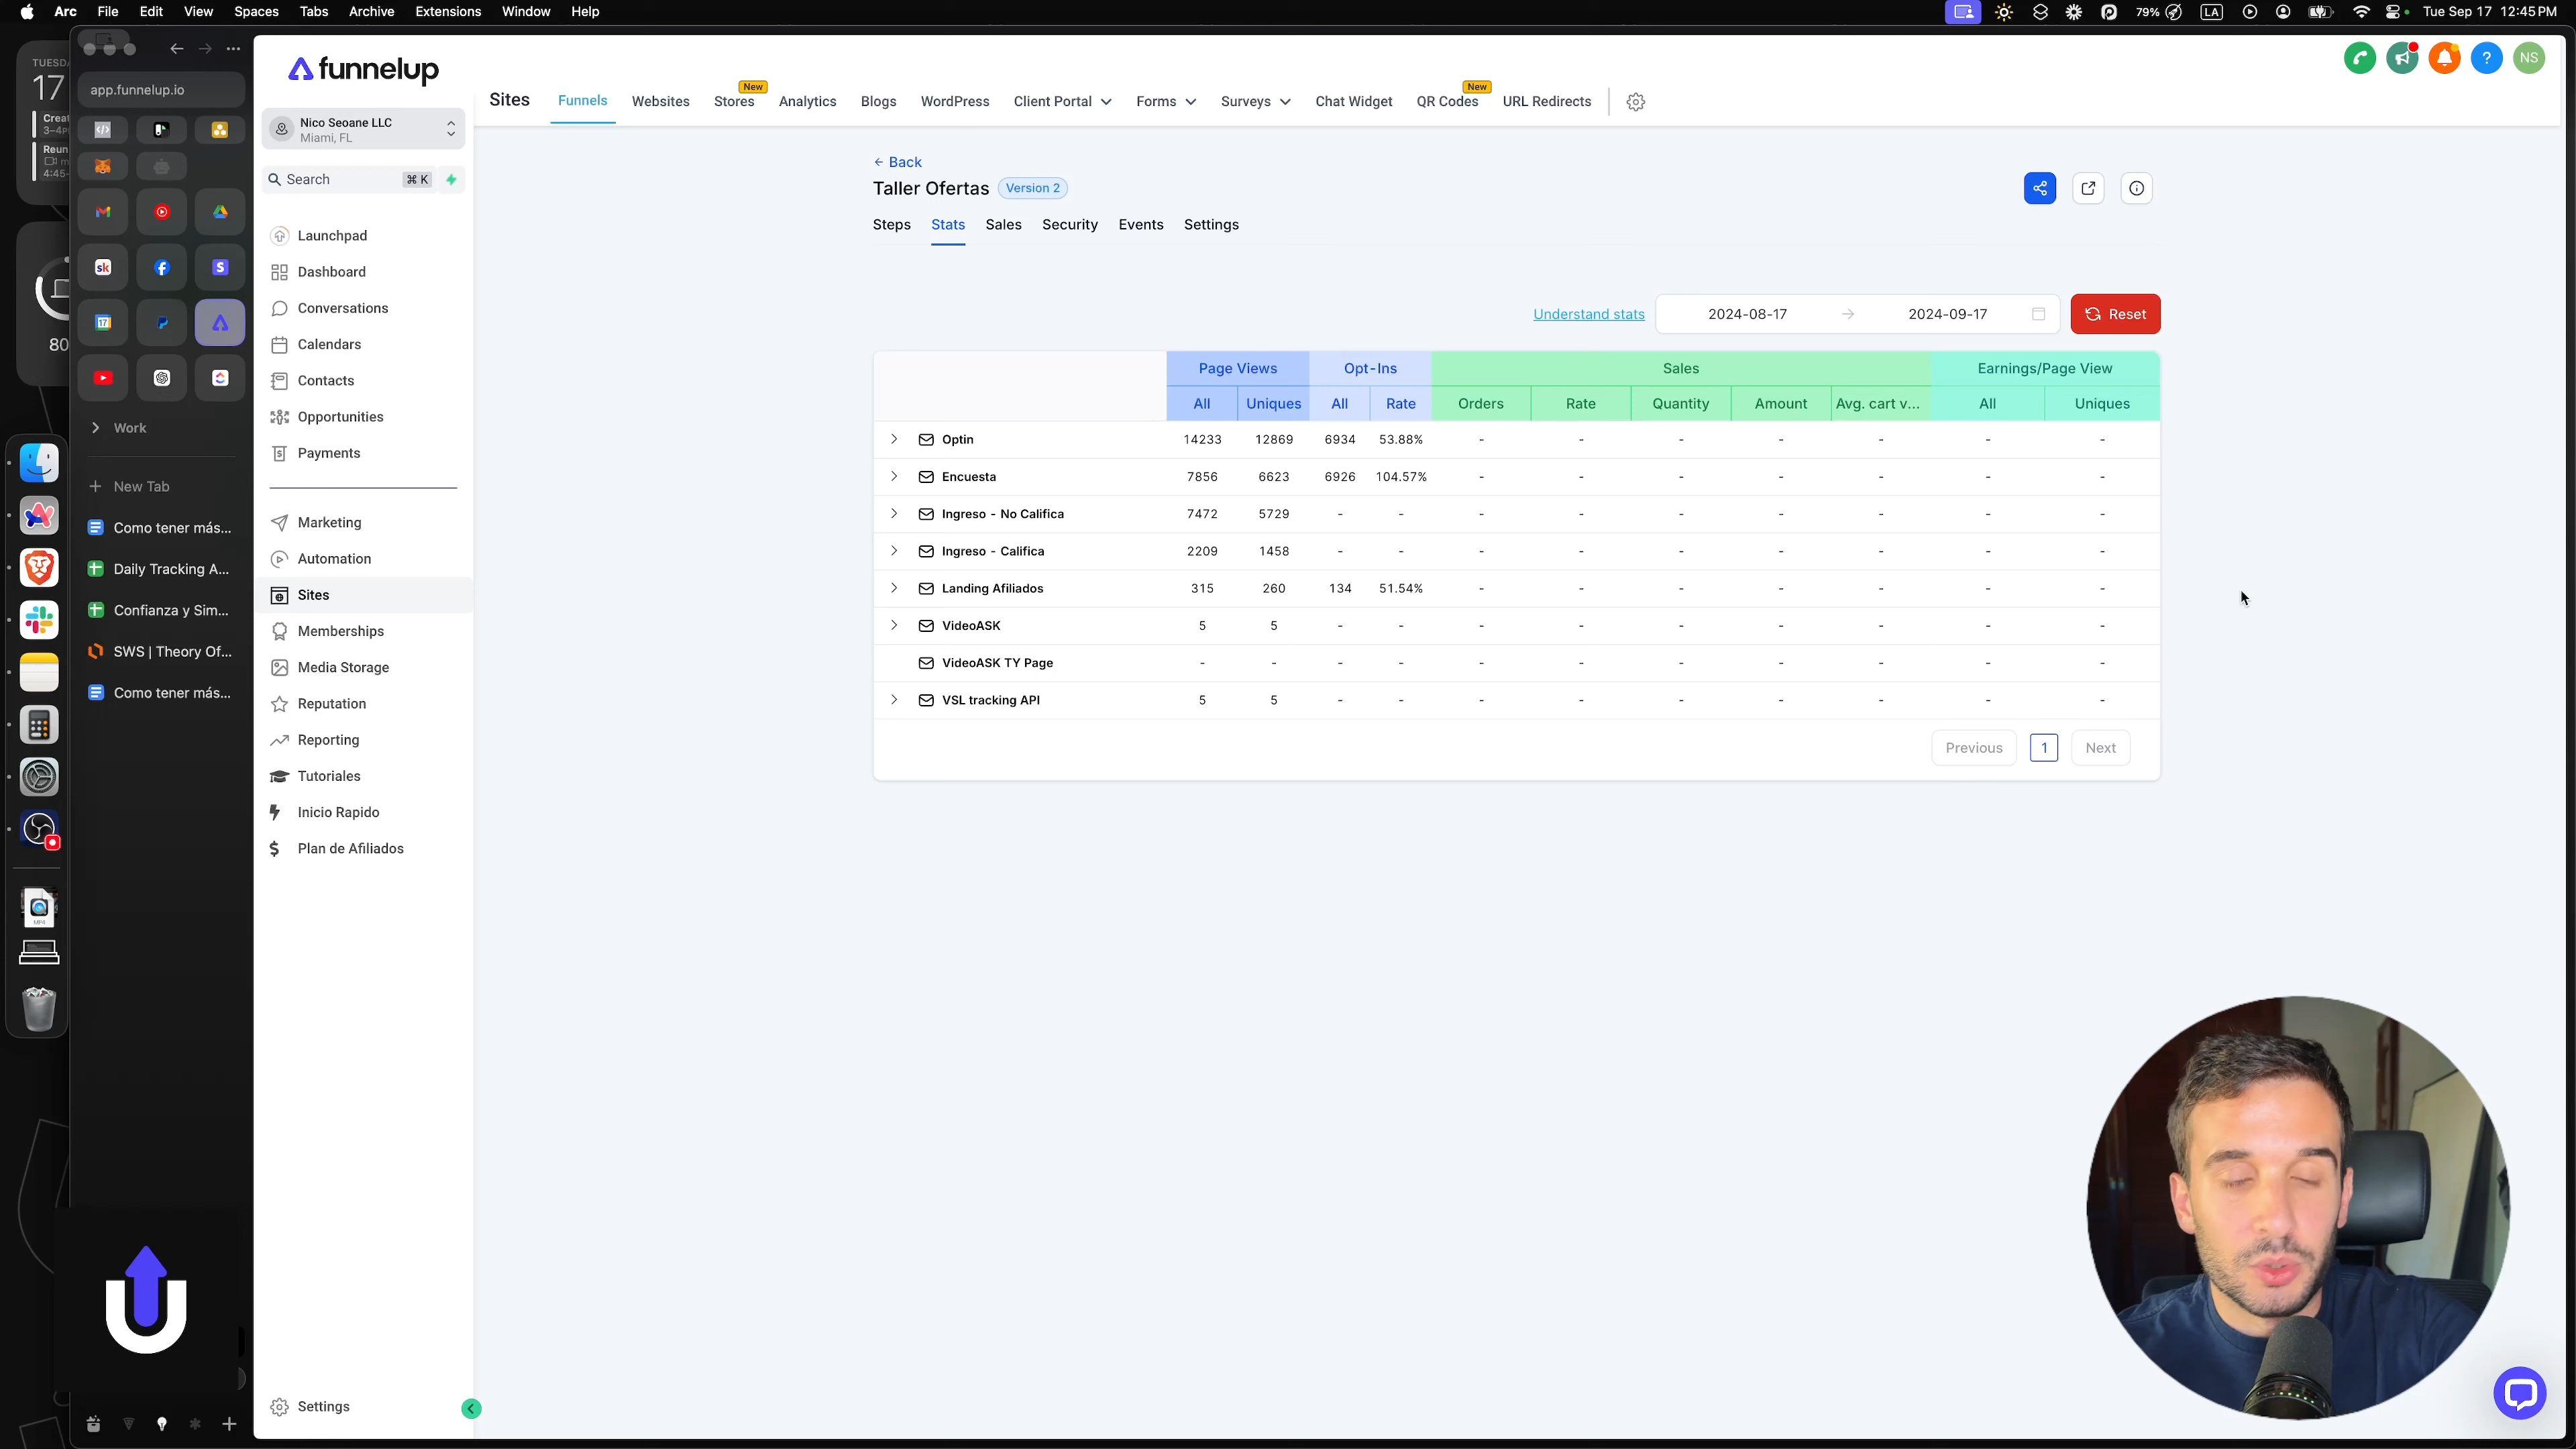 Arc File Edit View Spaces Tabs Archive Extensions Window Help
79% LA Tue Sep 17 12:45 PM
17
80
app.funnelup.io
Work
New Tab
Como tener más...
Daily Tracking A...
Confianza y Sim...
SWS | Theory Of...
Como tener más...
funnelup
Nico Seoane LLC
Miami, FL
Search ⌘ K
Launchpad
Dashboard
Conversations
Calendars
Contacts
Opportunities
Payments
Marketing
Automation
Sites
Memberships
Media Storage
Reputation
Reporting
Tutoriales
Inicio Rapido
Plan de Afiliados
Settings
New New
Sites Funnels Websites Stores Analytics Blogs WordPress Client Portal Forms Surveys Chat Widget QR Codes URL Redirects
NS
← Back
Taller Ofertas Version 2
Steps Stats Sales Security Events Settings
Understand stats 2024-08-17 → 2024-09-17 Reset
Page Views Opt-Ins Sales Earnings/Page View
All Uniques All Rate Orders Rate Quantity Amount Avg. cart v... All Uniques
Optin 14233 12869 6934 53.88% - - - - - - -
Encuesta 7856 6623 6926 104.57% - - - - - - -
Ingreso - No Califica 7472 5729 - - - - - - - - -
Ingreso - Califica 2209 1458 - - - - - - - - -
Landing Afiliados 315 260 134 51.54% - - - - - - -
VideoASK 5 5 - - - - - - - - -
VideoASK TY Page - - - - - - - - - - -
VSL tracking API 5 5 - - - - - - - - -
Previous 1 Next